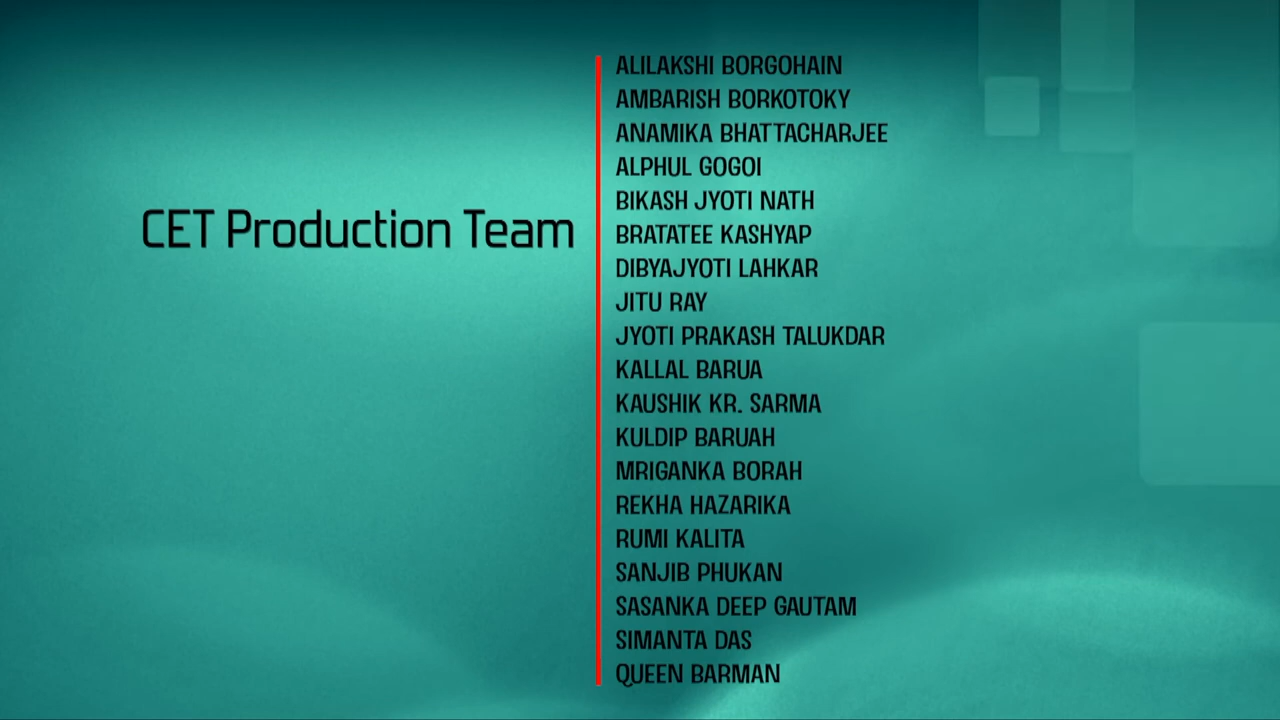 CET Production Team
ALILAKSHI BORGOHAIN
AMBARISH BORKOTOKY
ANAMIKA BHATTACHARJEE
ALPHUL GOGOI
BIKASH JYOTI NATH
BRATATEE KASHYAP
DIBYAJYOTI LAHKAR
JITU RAY
JYOTI PRAKASH TALUKDAR
KALLAL BARUA
KAUSHIK KR. SARMA
KULDIP BARUAH
MRIGANKA BORAH
REKHA HAZARIKA
RUMI KALITA
SANJIB PHUKAN
SASANKA DEEP GAUTAM
SIMANTA DAS
QUEEN BARMAN